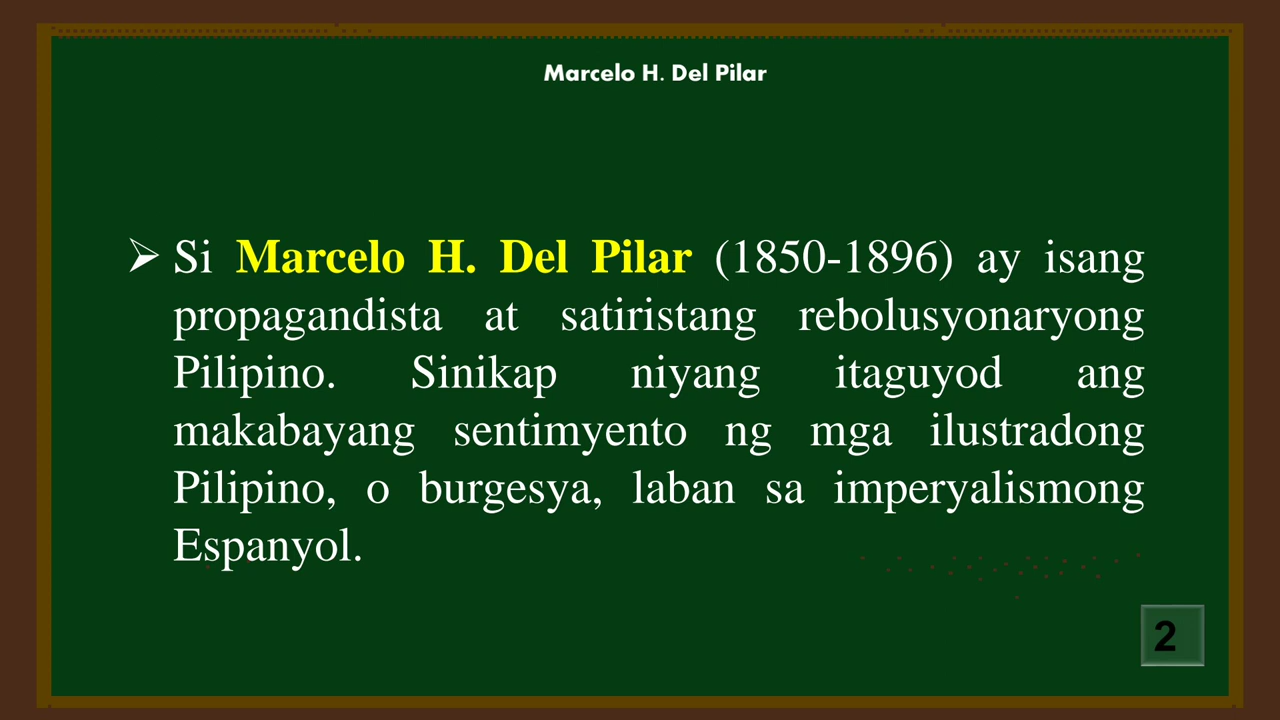 Marcelo H. Del Pilar
➢ Si Marcelo H. Del Pilar (1850-1896) ay isang
propagandista at satiristang rebolusyonaryong
Pilipino. Sinikap niyang itaguyod ang
makabayang sentimyento ng mga ilustradong
Pilipino, o burgesya, laban sa imperyalismong
Espanyol.
2